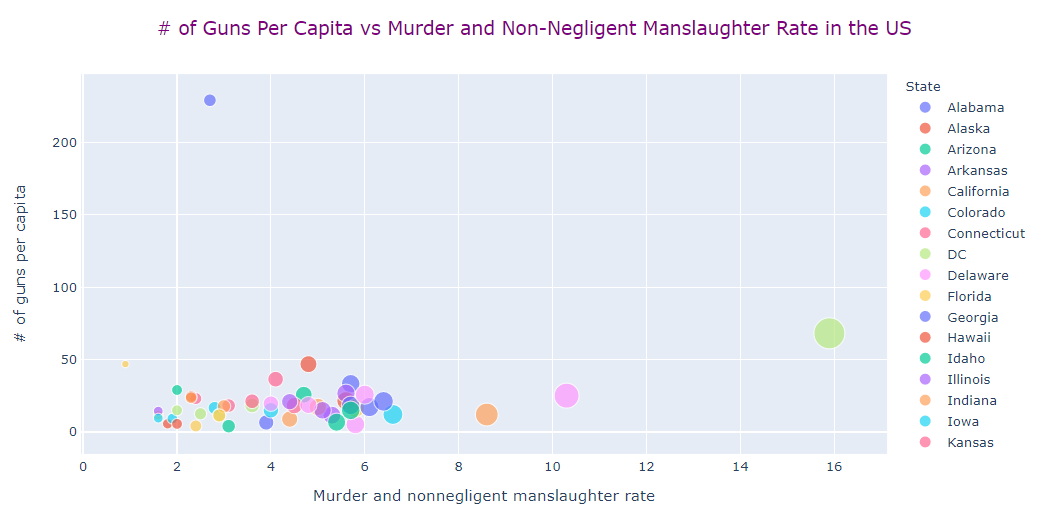 # of Guns Per Capita vs Murder and Non-Negligent Manslaughter Rate in the US
State
Alabama
Alaska
Arizona
Arkansas
California
Colorado
Connecticut
DC
Delaware
Florida
Georgia
Hawaii
Idaho
Illinois
Indiana
Iowa
Kansas
# of guns per capita
200
150
100
50
0
0 2 4 6 8 10 12 14 16
Murder and nonnegligent manslaughter rate